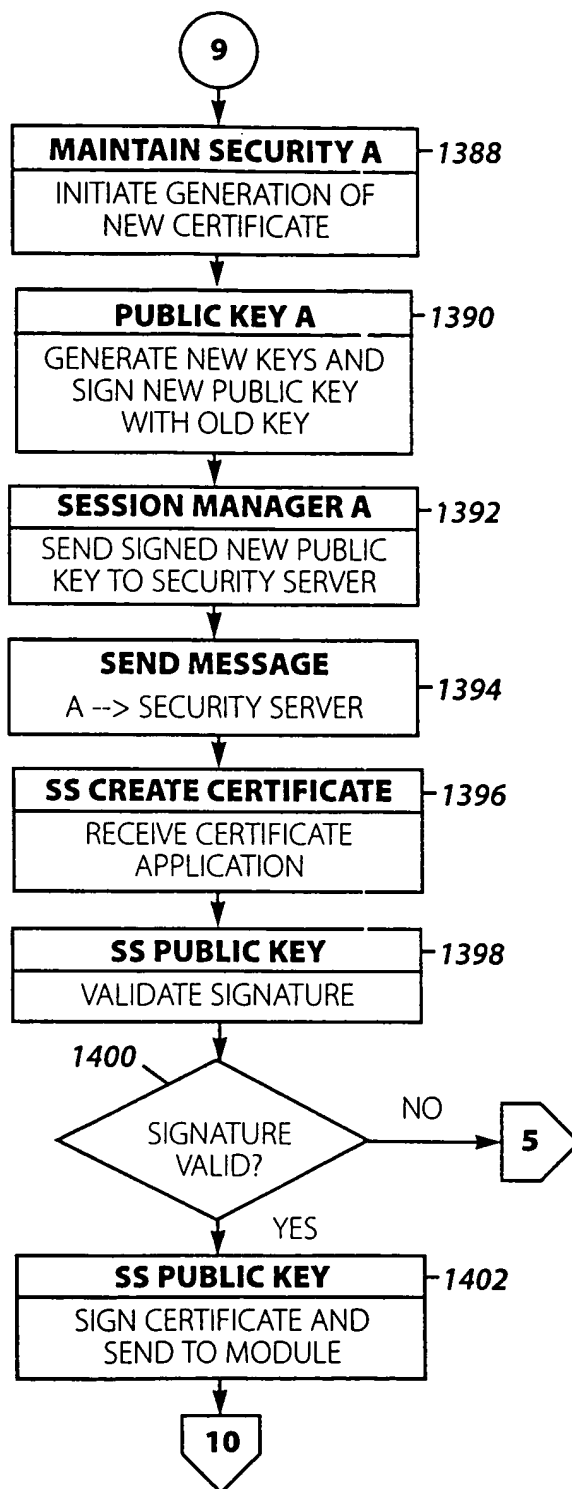 9
MAINTAIN SECURITY A
1388
INITIATE GENERATION OF
NEW CERTIFICATE
PUBLIC KEY A
1390
GENERATE NEW KEYS AND
SIGN NEW PUBLIC KEY
WITH OLD KEY
SESSION MANAGER A
1392
SEND SIGNED NEW PUBLIC
KEY TO SECURITY SERVER
SEND MESSAGE
1394
A --> SECURITY SERVER
SS CREATE CERTIFICATE
1396
RECEIVE CERTIFICATE
APPLICATION
SS PUBLIC KEY
1398
VALIDATE SIGNATURE
1400
SIGNATURE
VALID?
NO
5
YES
SS PUBLIC KEY
1402
SIGN CERTIFICATE AND
SEND TO MODULE
10